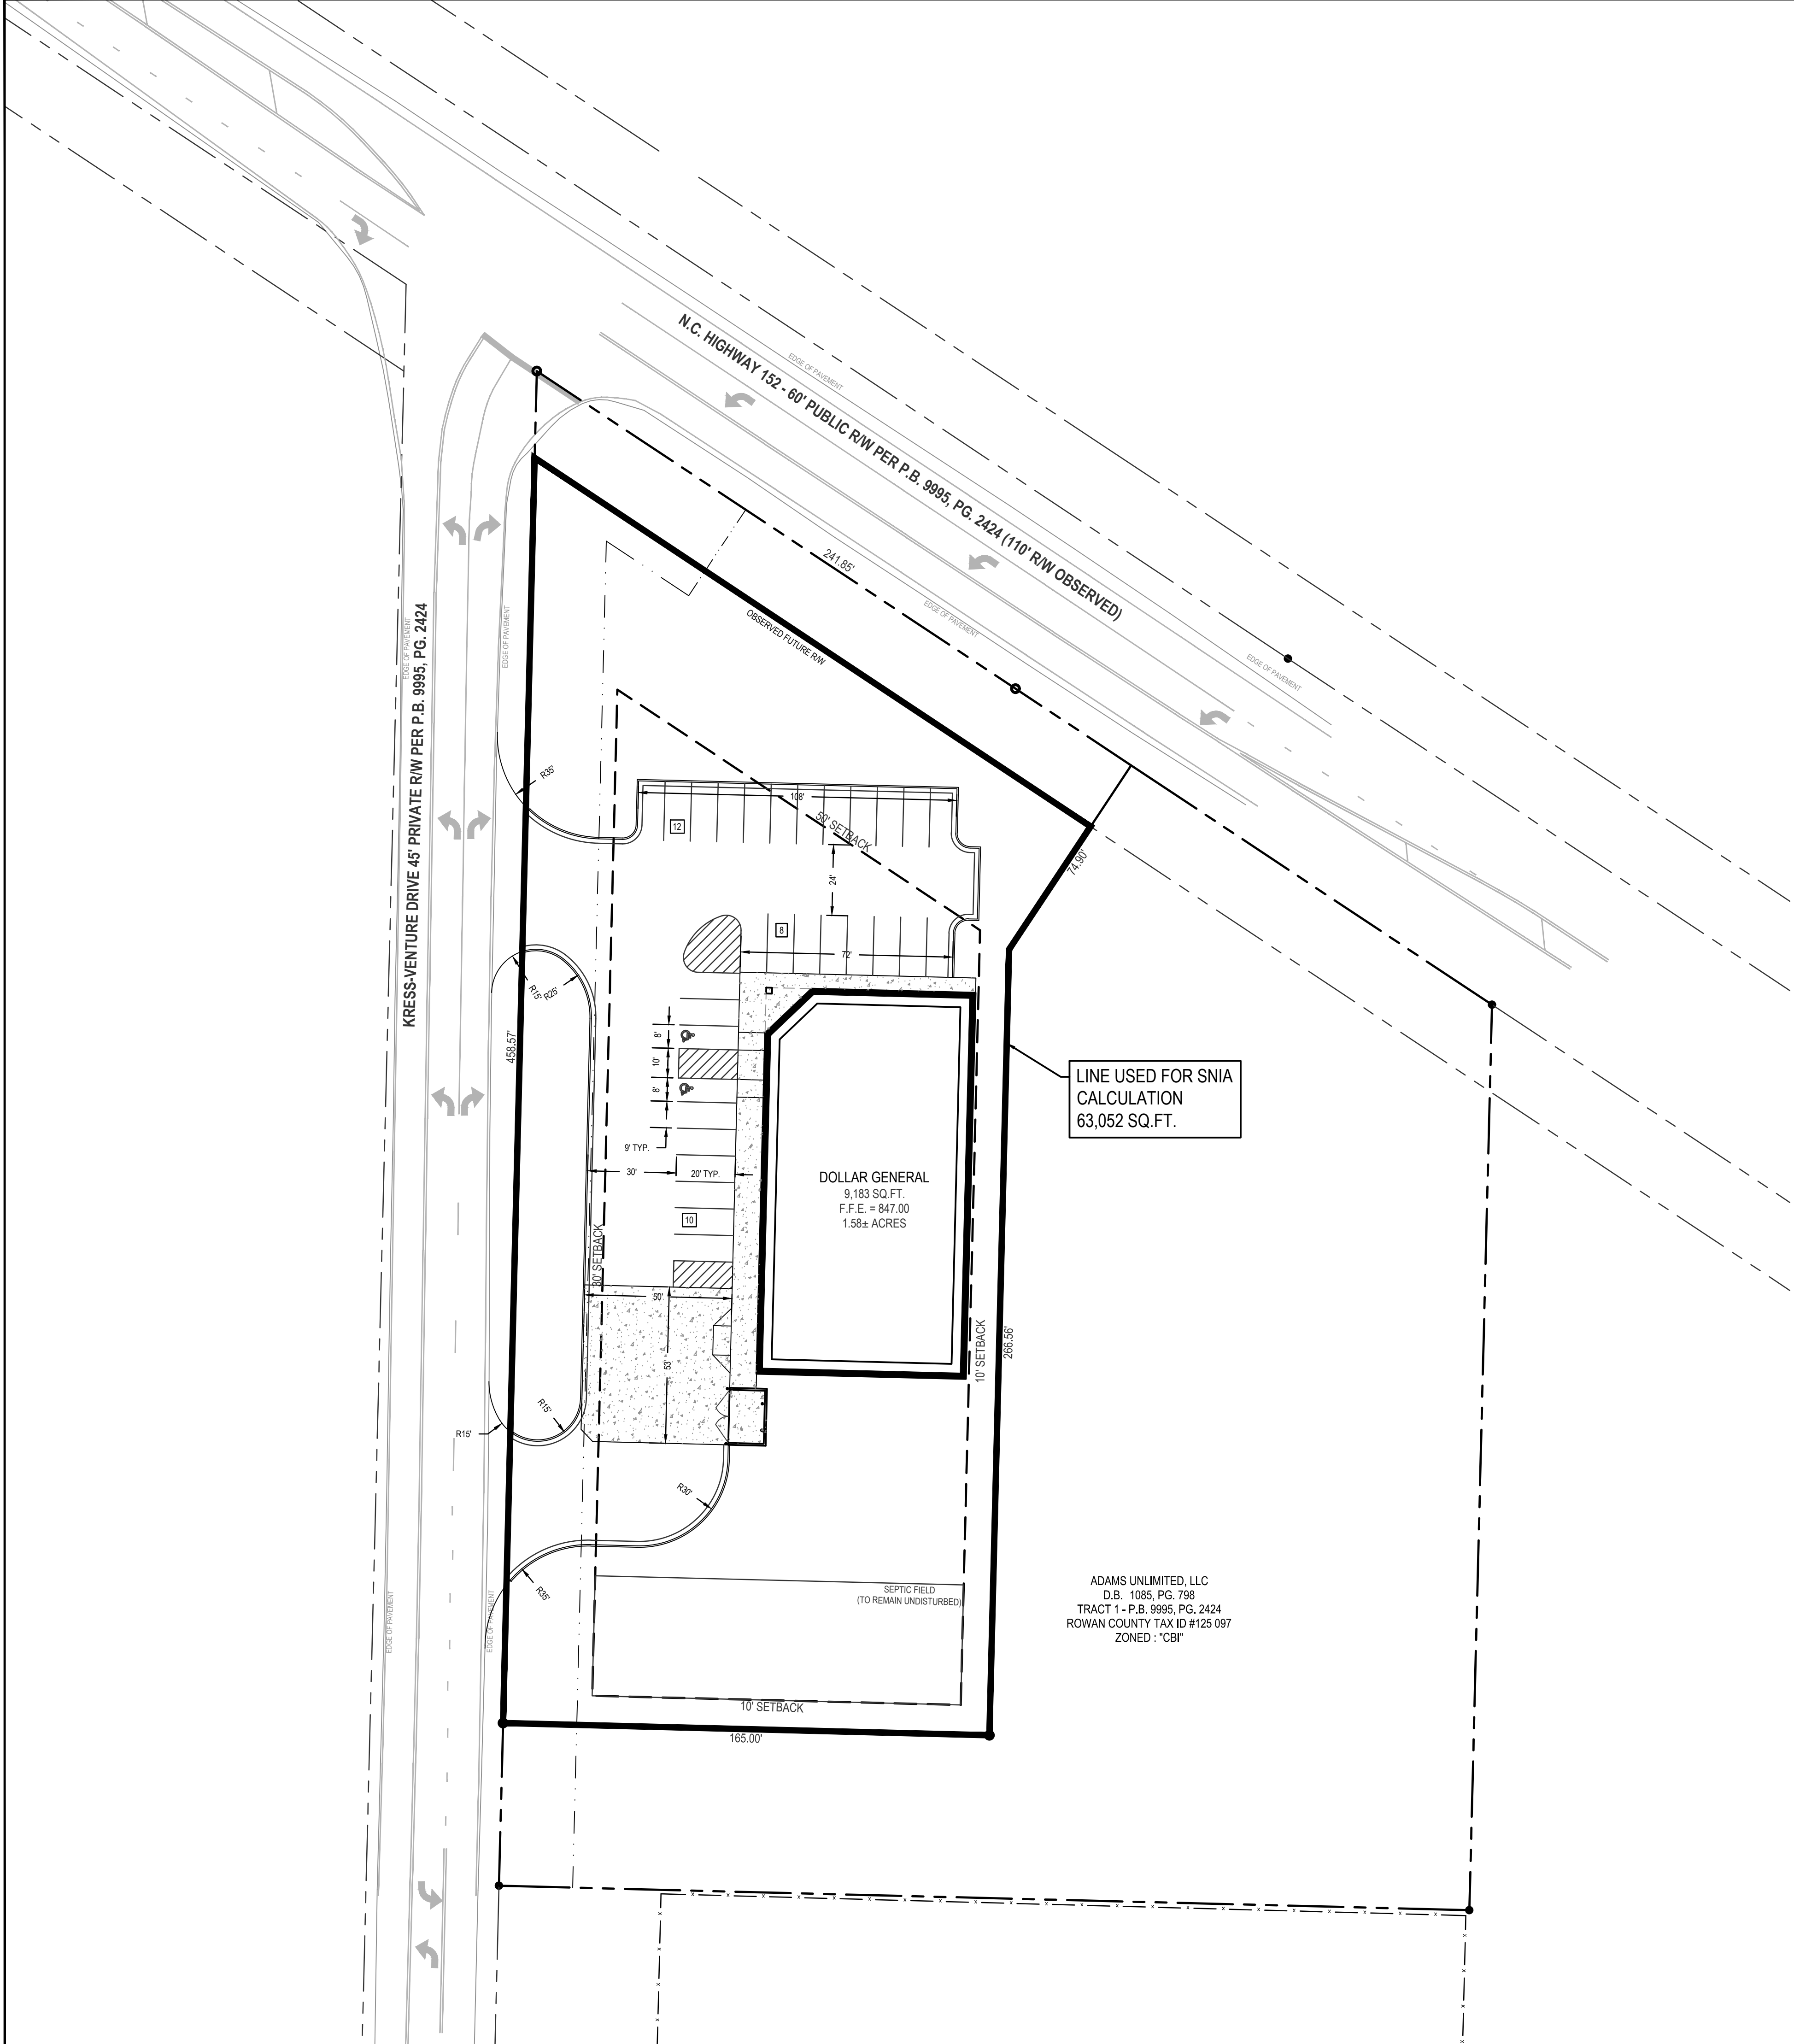 N.C. HIGHWAY 152 - 60' PUBLIC R/W PER P.B. 9995, PG. 2424 (110' R/W OBSERVED)
EDGE OF PAVEMENT
241.85'
EDGE OF PAVEMENT
EDGE OF PAVEMENT
OBSERVED FUTURE R/W
KRESS-VENTURE DRIVE 45' PRIVATE R/W PER P.B. 9995, PG. 2424
EDGE OF PAVEMENT
EDGE OF PAVEMENT
R35'
108'
12
50' SETBACK
24'
74.90'
8
72'
R15'
R25'
458.57'
8'
10'
8'
9' TYP.
30'
20' TYP.
10
LINE USED FOR SNIA
CALCULATION
63,052 SQ.FT.
DOLLAR GENERAL
9,183 SQ.FT.
F.F.E. = 847.00
1.58± ACRES
30' SETBACK
50'
53'
10' SETBACK
266.56'
R15'
R15'
R30'
R35'
EDGE OF PAVEMENT
EDGE OF PAVEMENT
SEPTIC FIELD
(TO REMAIN UNDISTURBED)
ADAMS UNLIMITED, LLC
D.B. 1085, PG. 798
TRACT 1 - P.B. 9995, PG. 2424
ROWAN COUNTY TAX ID #125 097
ZONED : "CBI"
10' SETBACK
165.00'